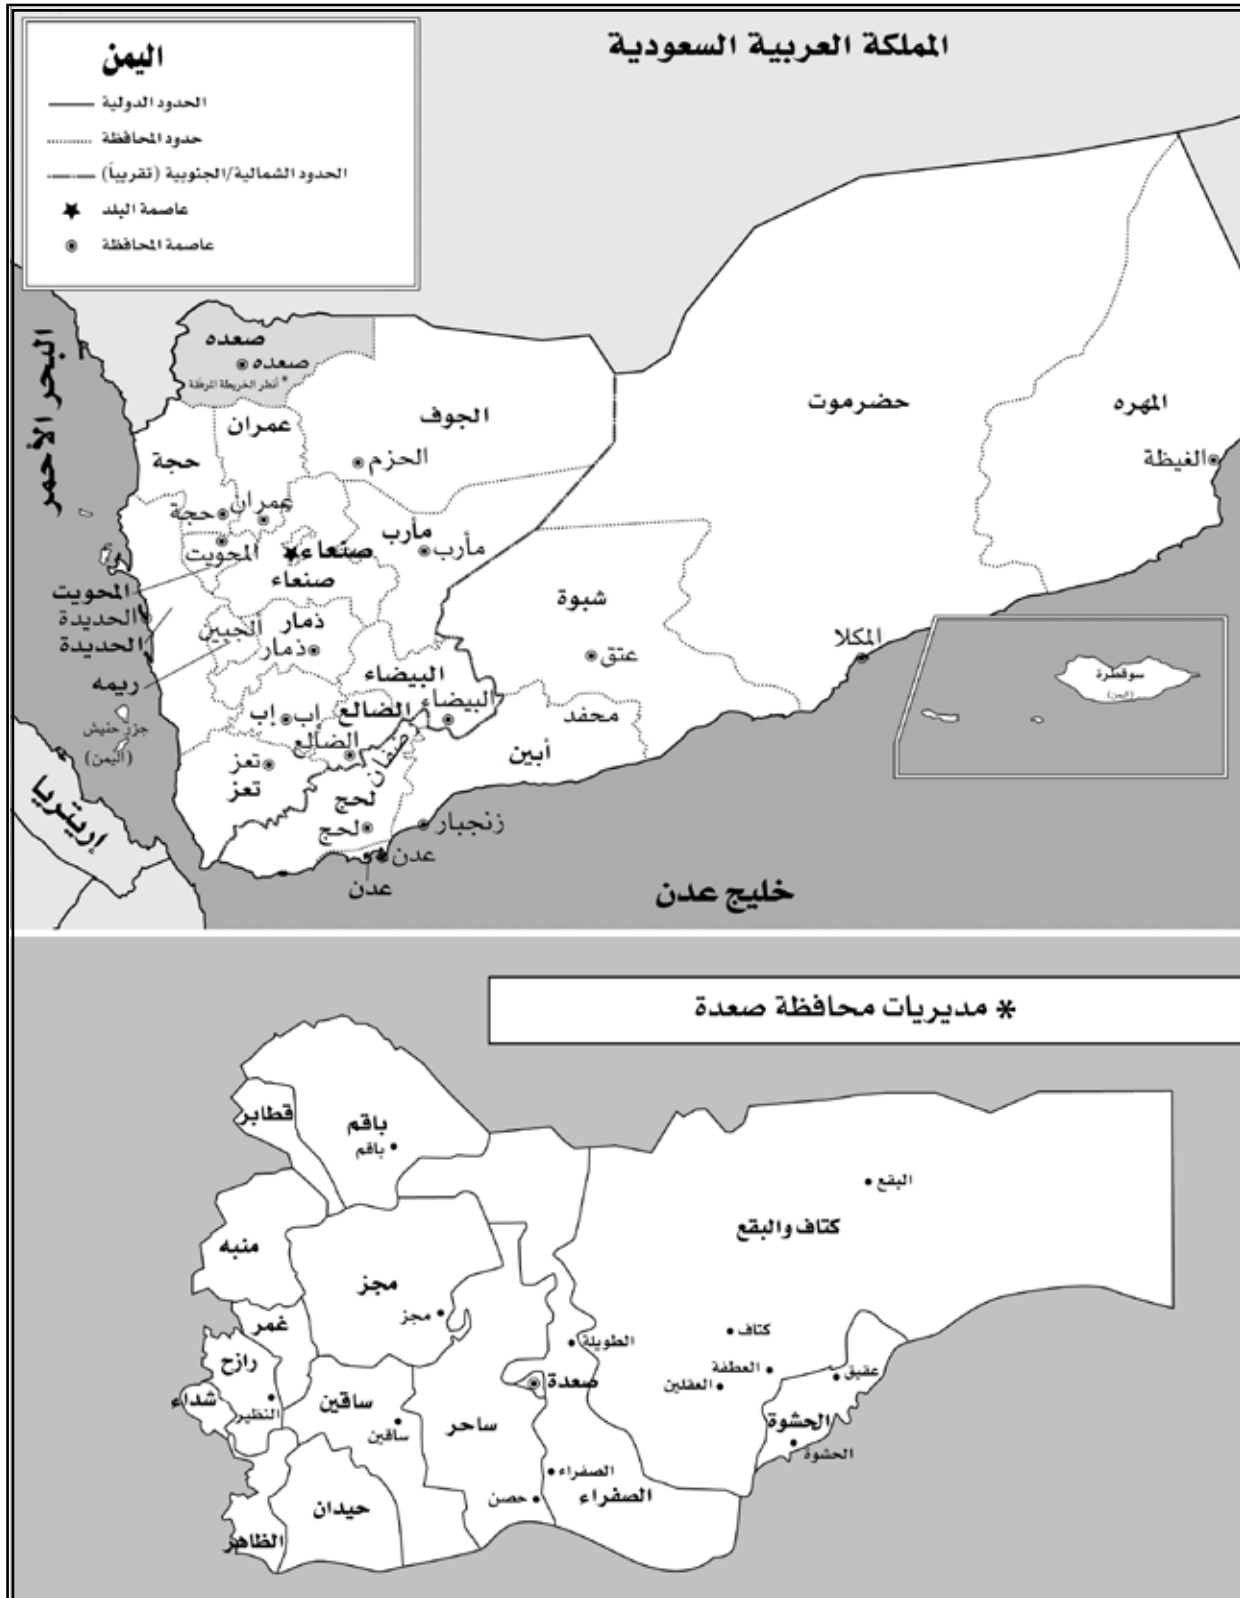 المملكة العربية السعودية
اليمن
الحدود الدولية
حدود المحافظة
الحدود الشمالية/الجنوبية (تقريباً)
عاصمة البلد
عاصمة المحافظة
البحر الأحمر
صعده
صعده
* أنظر الخريطة المرفقة
الجوف
الحزم
عمران
عمران
حجة
حجة
حضرموت
المهره
الغيظة
مأرب
مأرب
صنعاء
صنعاء
المحويت
المحويت
الحديدة
الحديدة
الجبين
ريمه
ذمار
ذمار
شبوة
عتق
المكلا
البيضاء
البيضاء
الضالع
الضالع
إب
إب
محفد
أبين
صفان
تعز
تعز
لحج
لحج
زنجبار
عدن
عدن
جزر حنيش
(اليمن)
إريتريا
سوقطرة
(اليمن)
خليج عدن
* مديريات محافظة صعدة
قطابر
باقم
باقم
البقع
كتاف والبقع
منبه
مجز
مجز
غمر
رازح
شداء
النظير
ساقين
ساقين
ساحر
الطويلة
صعدة
كتاف
العطفة
العقلين
عقيق
الحشوة
الحشوة
الصفراء
الصفراء
حصن
حيدان
الظاهر